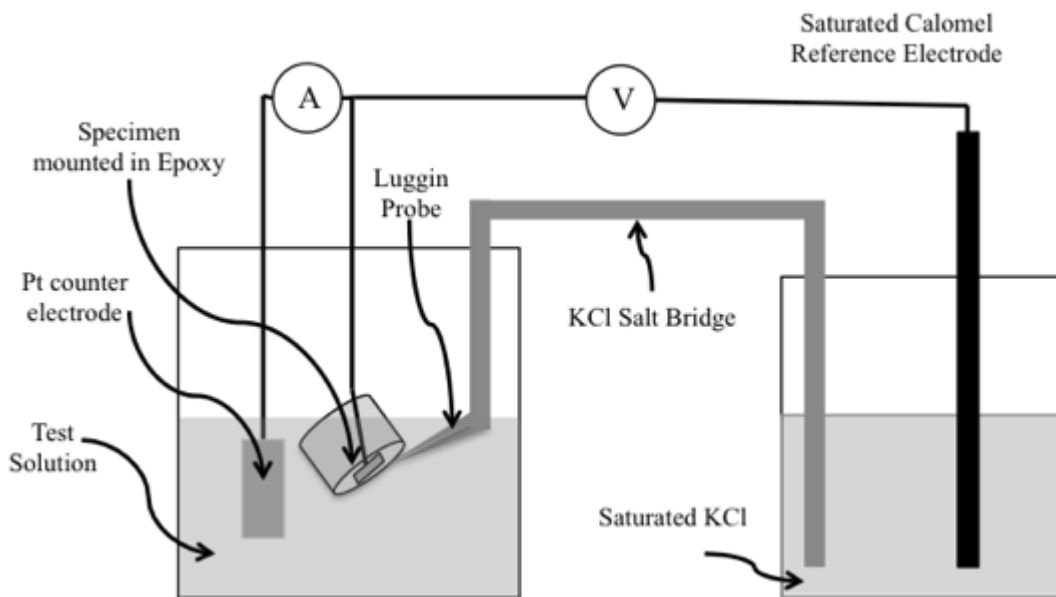 Saturated Calomel
Reference Electrode
A
V
Specimen
mounted in Epoxy
Luggin
Probe
Pt counter
electrode
KCl Salt Bridge
Test
Solution
Saturated KCl